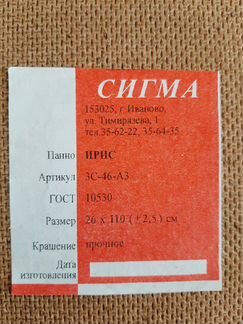 СИГМА
153025, г. Иваново,
ул. Тимирязева, 1
тел.35-62-22, 35-64-35
Панно ИРИС
Артикул 3С-46-А3
ГОСТ 10530
Размер 26 х 110 ( ± 2,5 ) см
Крашение прочное
Дата
изготовления